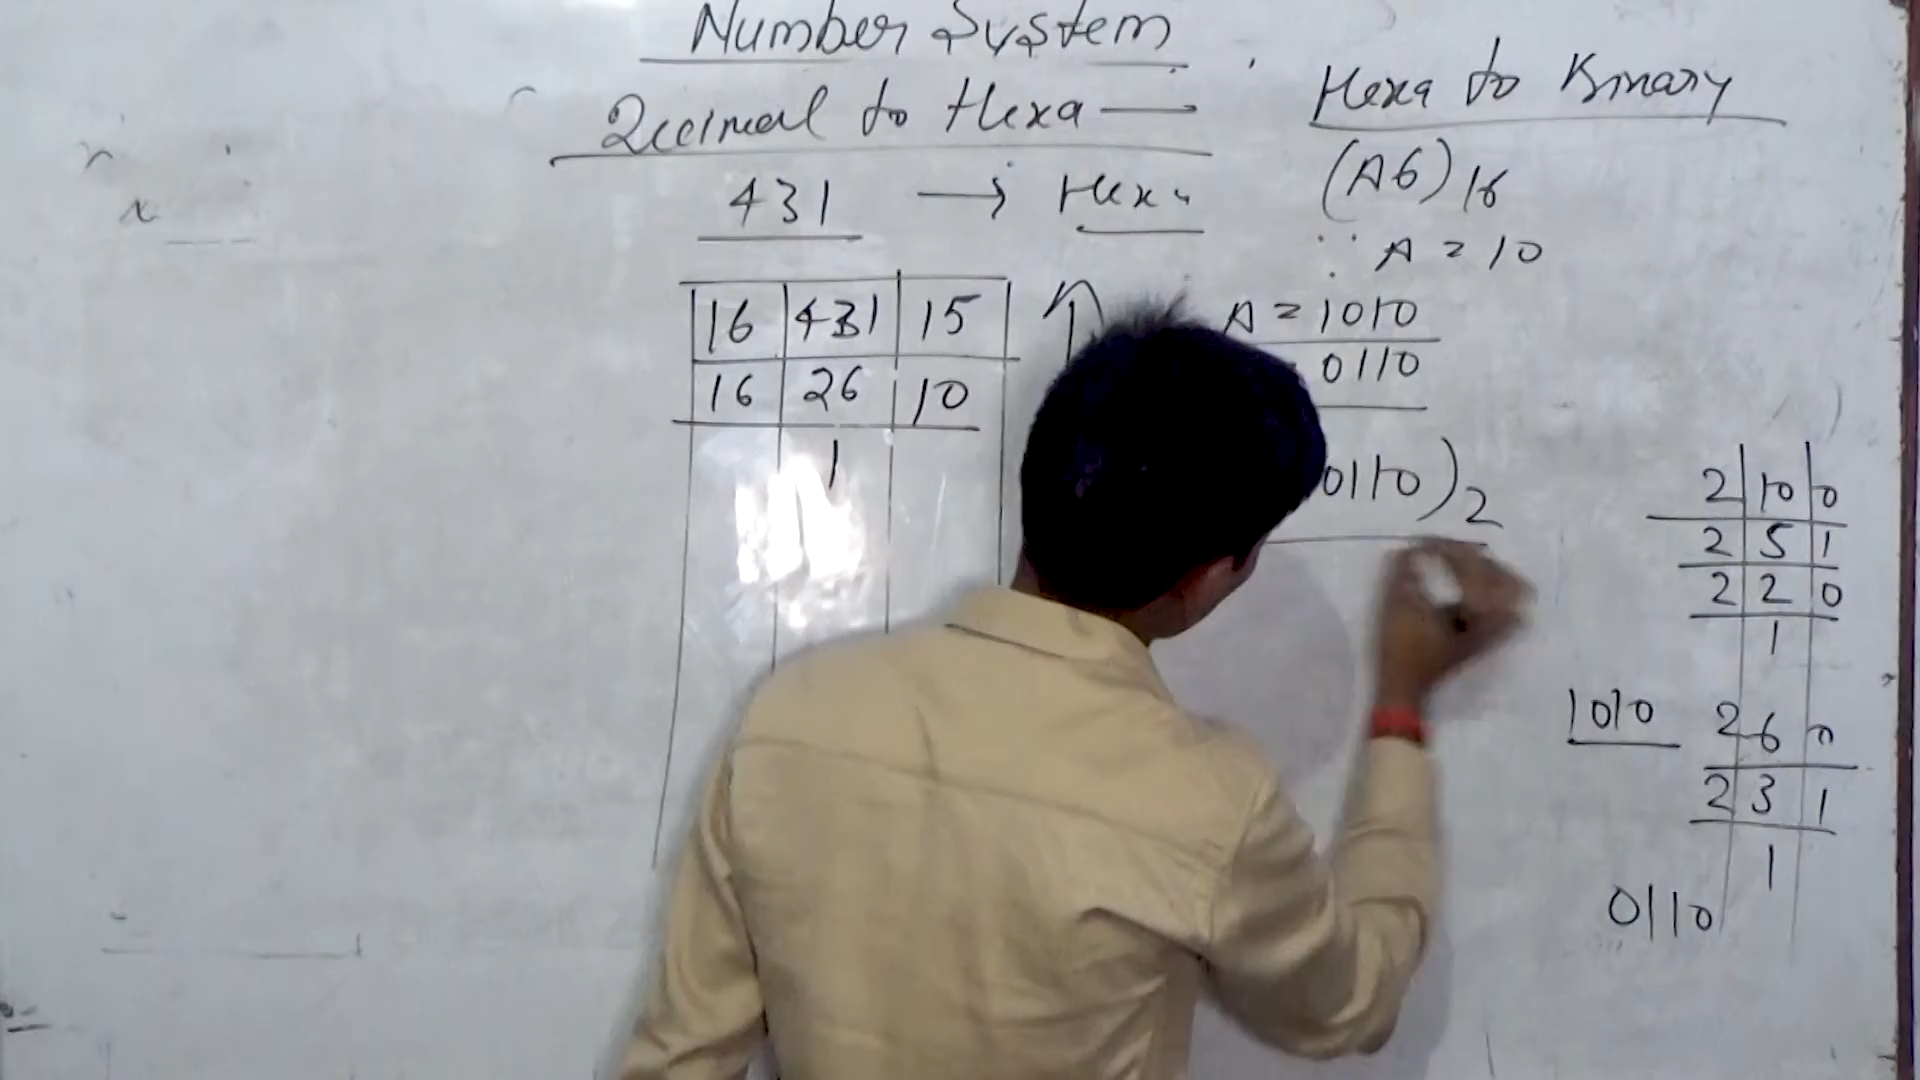 Number System
Decimal to Hexa
431 → Hexa
16 431 15
16 26 10
1
Hexa to Binary
(A6)16
∵ A = 10
A = 1010
0110
0110)2
2 10 0
2 5 1
2 2 0
1
1010
2 6 0
2 3 1
1
0110